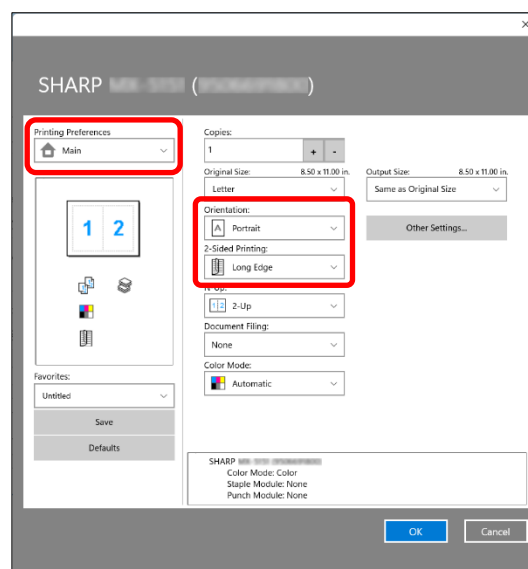 ×
SHARP ( )
Printing Preferences
Main
Copies:
1
+ -
Original Size: 8.50 x 11.00 in.
Letter
Output Size: 8.50 x 11.00 in.
Same as Original Size
Orientation:
A Portrait
Other Settings...
2-Sided Printing:
Long Edge
1 2
N-Up:
1 2 2-Up
Document Filing:
None
Color Mode:
Automatic
Favorites:
Untitled
Save
Defaults
SHARP
Color Mode: Color
Staple Module: None
Punch Module: None
OK Cancel